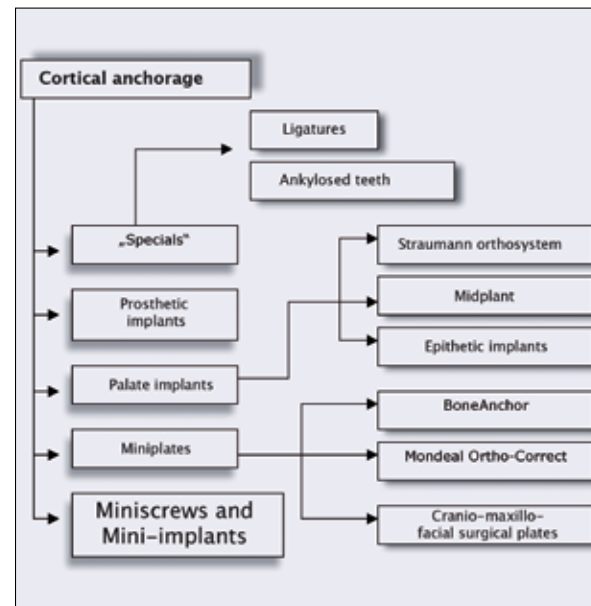 Cortical anchorage
Ligatures
Ankylosed teeth
„Specials“
Straumann orthosystem
Prosthetic
implants
Midplant
Epithetic implants
Palate implants
BoneAnchor
Miniplates
Mondeal Ortho-Correct
Miniscrews and
Mini-implants
Cranio-maxillo-
facial surgical plates